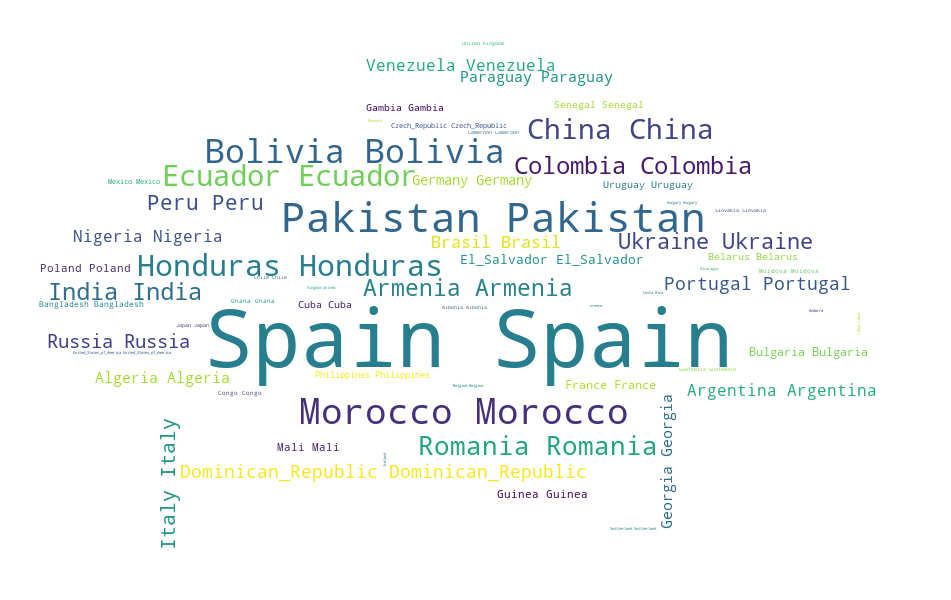 United Kingdom
Venezuela Venezuela
Paraguay Paraguay
Gambia Gambia
Senegal Senegal
Czech_Republic Czech_Republic
China China
Cameroon Cameroon
Bolivia Bolivia
Colombia Colombia
Ecuador Ecuador
Germany Germany
Mexico Mexico
Uruguay Uruguay
Peru Peru
Hungary Hungary
Pakistan Pakistan
Slovakia Slovakia
Nigeria Nigeria
Brasil Brasil
Ukraine Ukraine
Belarus Belarus
El_Salvador El_Salvador
Honduras Honduras
Poland Poland
Nicaragua
Moldova Moldova
Chile Chile
Portugal Portugal
Armenia Armenia
Kingdom United
India India
Costa Rica
Ghana Ghana
Bangladesh Bangladesh
Cuba Cuba
Albania Albania
Andorra
Spain Spain
Japan Japan
Russia Russia
United_States_of_America United_States_of_America
Bulgaria Bulgaria
Guatemala Guatemala
Algeria Algeria
Philippines Philippines
Belgium Belgium
France France
Argentina Argentina
Congo Congo
Morocco Morocco
Georgia Georgia
Italy Italy
Mali Mali
Romania Romania
Dominican_Republic Dominican_Republic
Guinea Guinea
Switzerland Switzerland